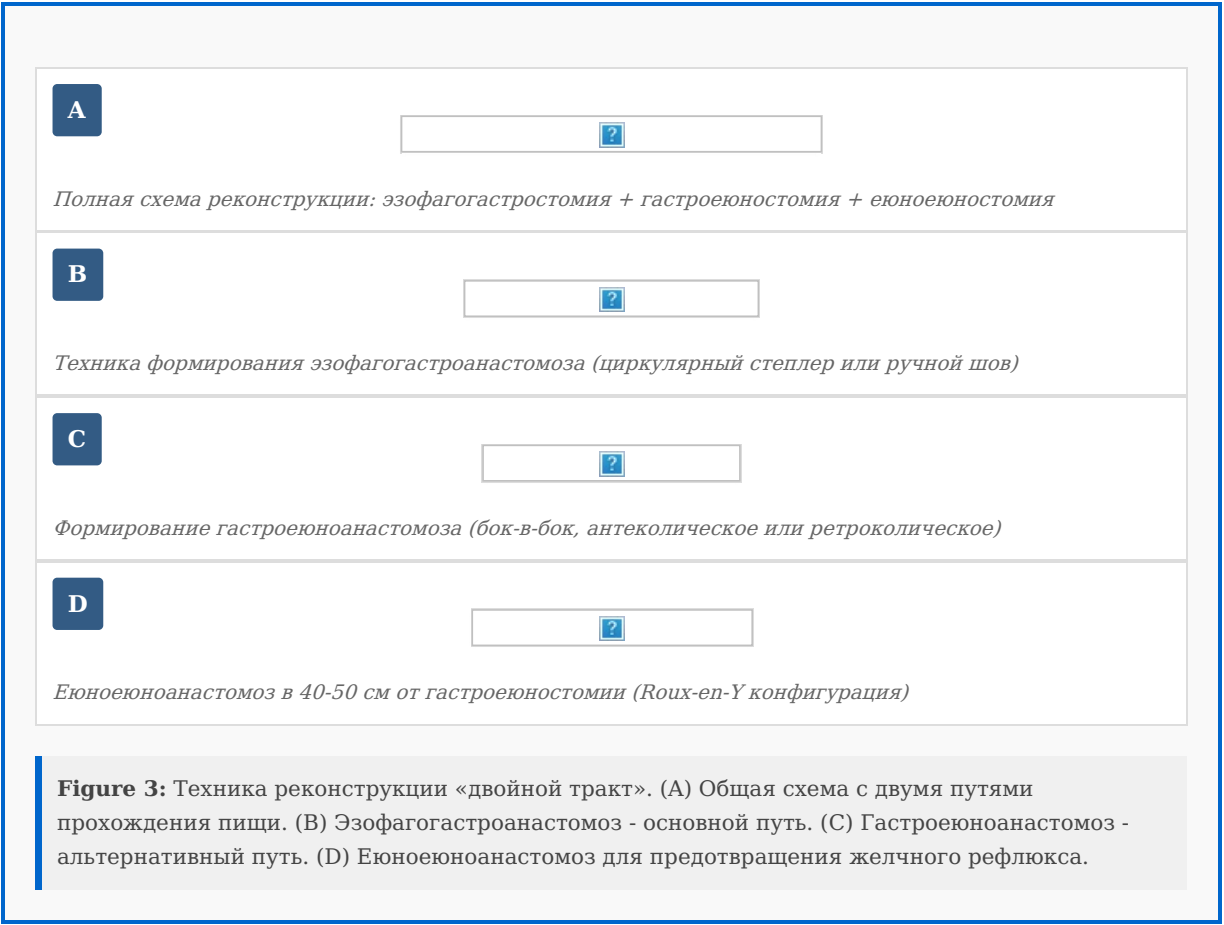 A
Полная схема реконструкции: эзофагогастростомия + гастроеюностомия + еюноеюностомия
B
Техника формирования эзофагогастроанастомоза (циркулярный степлер или ручной шов)
C
Формирование гастроеюноанастомоза (бок-в-бок, антеколическое или ретроколическое)
D
Еюноеюноанастомоз в 40-50 см от гастроеюностомии (Roux-en-Y конфигурация)
Figure 3: Техника реконструкции «двойной тракт». (A) Общая схема с двумя путями
прохождения пищи. (B) Эзофагогастроанастомоз - основной путь. (C) Гастроеюноанастомоз -
альтернативный путь. (D) Еюноеюноанастомоз для предотвращения желчного рефлюкса.